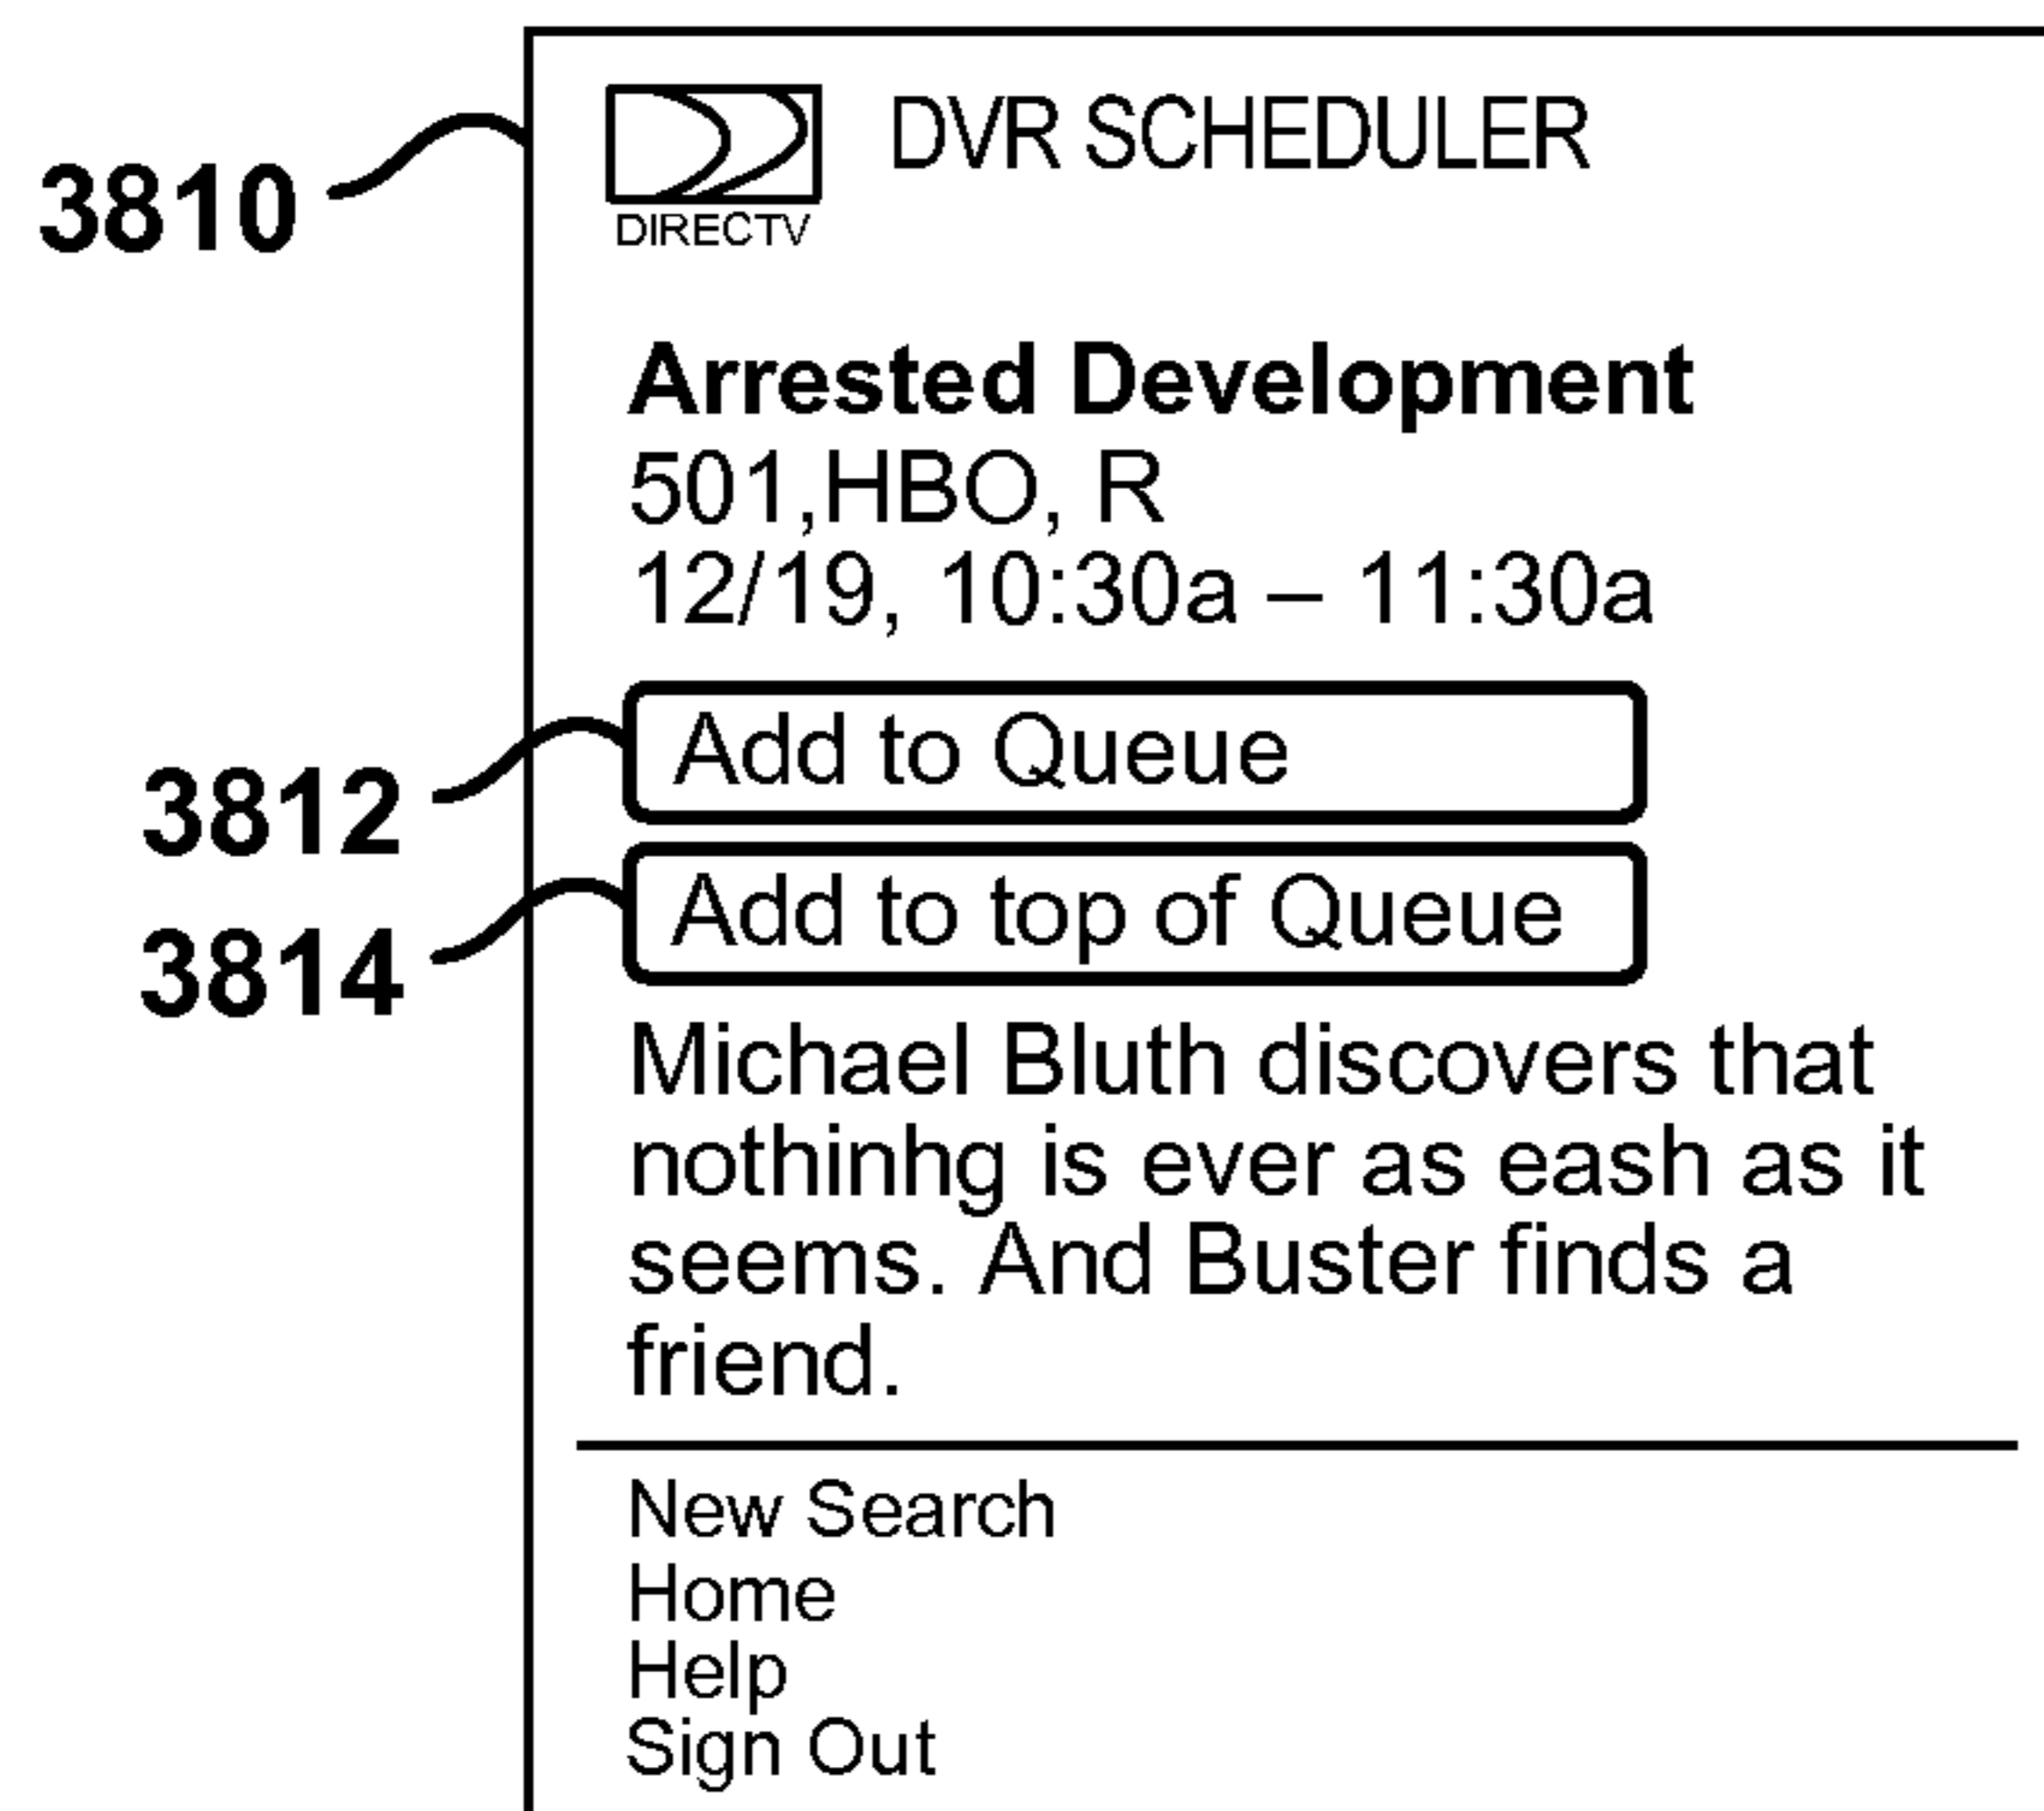 3810
DVR SCHEDULER
DIRECTV
Arrested Development
501,HBO, R
12/19, 10:30a – 11:30a
3812
Add to Queue
3814
Add to top of Queue
Michael Bluth discovers that
nothinhg is ever as eash as it
seems. And Buster finds a
friend.
New Search
Home
Help
Sign Out